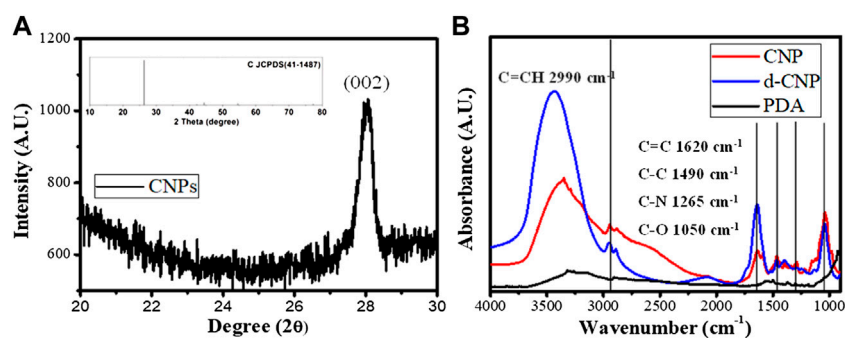 A
1200
1000
800
600
Intensity (A.U.)
C JCPDS(41-1487)
10 20 30 40 50 60 70 80
2 Theta (degree)
(002)
CNPs
20 22 24 26 28 30
Degree (2θ)
B
Absorbance (A.U.)
C=CH 2990 cm-1
CNP
d-CNP
PDA
C=C 1620 cm-1
C-C 1490 cm-1
C-N 1265 cm-1
C-O 1050 cm-1
4000 3500 3000 2500 2000 1500 1000
Wavenumber (cm-1)